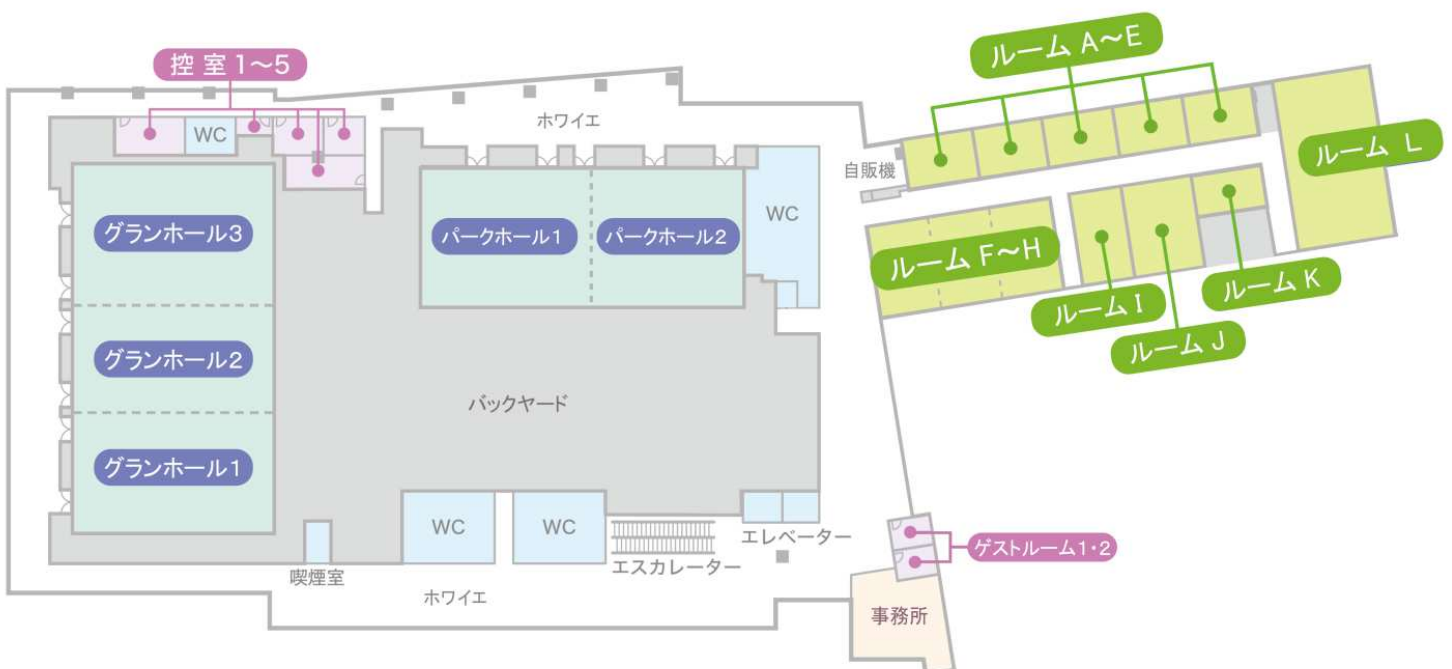 控室1〜5
WC
ホワイエ
ルーム A〜E
自販機
ルーム L
グランホール3
パークホール1
パークホール2
WC
ルーム F〜H
ルーム K
ルーム I
ルーム J
グランホール2
バックヤード
グランホール1
WC
WC
エレベーター
エスカレーター
ゲストルーム1・2
喫煙室
ホワイエ
事務所